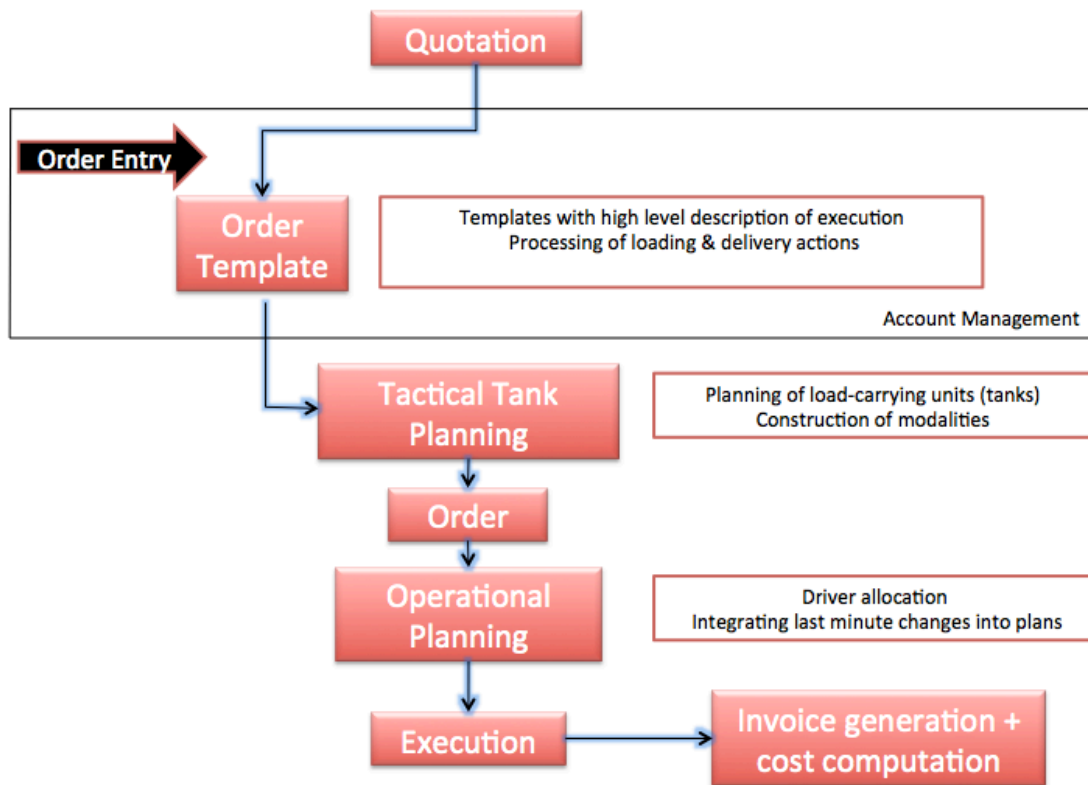 Quotation
Order Entry
Order
Template
Templates with high level description of execution
Processing of loading & delivery actions
Account Management
Tactical Tank
Planning
Planning of load-carrying units (tanks)
Construction of modalities
Order
Operational
Planning
Driver allocation
Integrating last minute changes into plans
Execution
Invoice generation +
cost computation